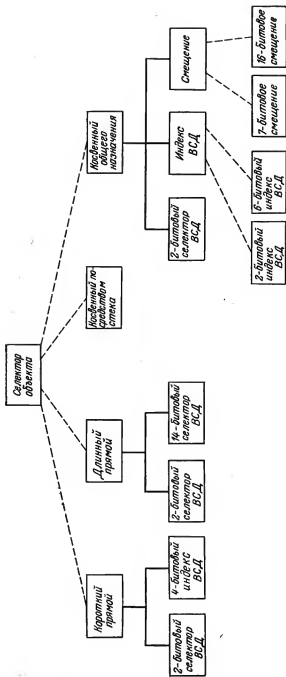 Селектор
объекта
Короткий
прямой
Длинный
прямой
Косвенный по-
средством
стека
Косвенный
общего
назначения
2-битовый
селектор
ВСД
4-битовый
индекс
ВСД
2-битовый
селектор
ВСД
14-битовый
селектор
ВСД
2-битовый
селектор
ВСД
Индекс
ВСД
Смещение
2-битовый
индекс
ВСД
6-битовый
индекс
ВСД
7-битовое
смещение
16-битовое
смещение